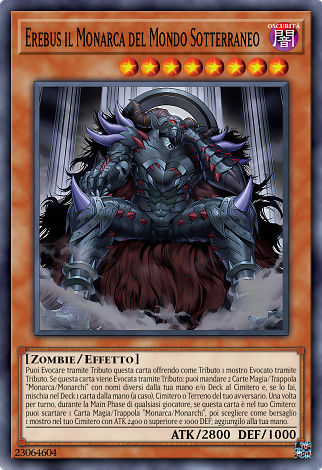 EREBUS IL MONARCA DEL MONDO SOTTERRANEO
OSCURITÀ
闇
[ZOMBIE/EFFETTO]
Puoi Evocare tramite Tributo questa carta offrendo come Tributo 1 mostro Evocato tramite
Tributo. Se questa carta viene Evocata tramite Tributo: puoi mandare 2 Carte Magia/Trappola
"Monarca/Monarchi" con nomi diversi dalla tua mano e/o Deck al Cimitero e, se lo fai,
mischia nel Deck 1 carta dalla mano (a caso), Cimitero o Terreno del tuo avversario. Una volta
per turno, durante la Main Phase di qualsiasi giocatore, se questa carta è nel tuo Cimitero:
puoi scartare 1 Carta Magia/Trappola "Monarca/Monarchi", poi scegliere come bersaglio
1 mostro nel tuo Cimitero con ATK 2400 o superiore e 1000 DEF; aggiungilo alla tua mano.
ATK/2800 DEF/1000
23064604